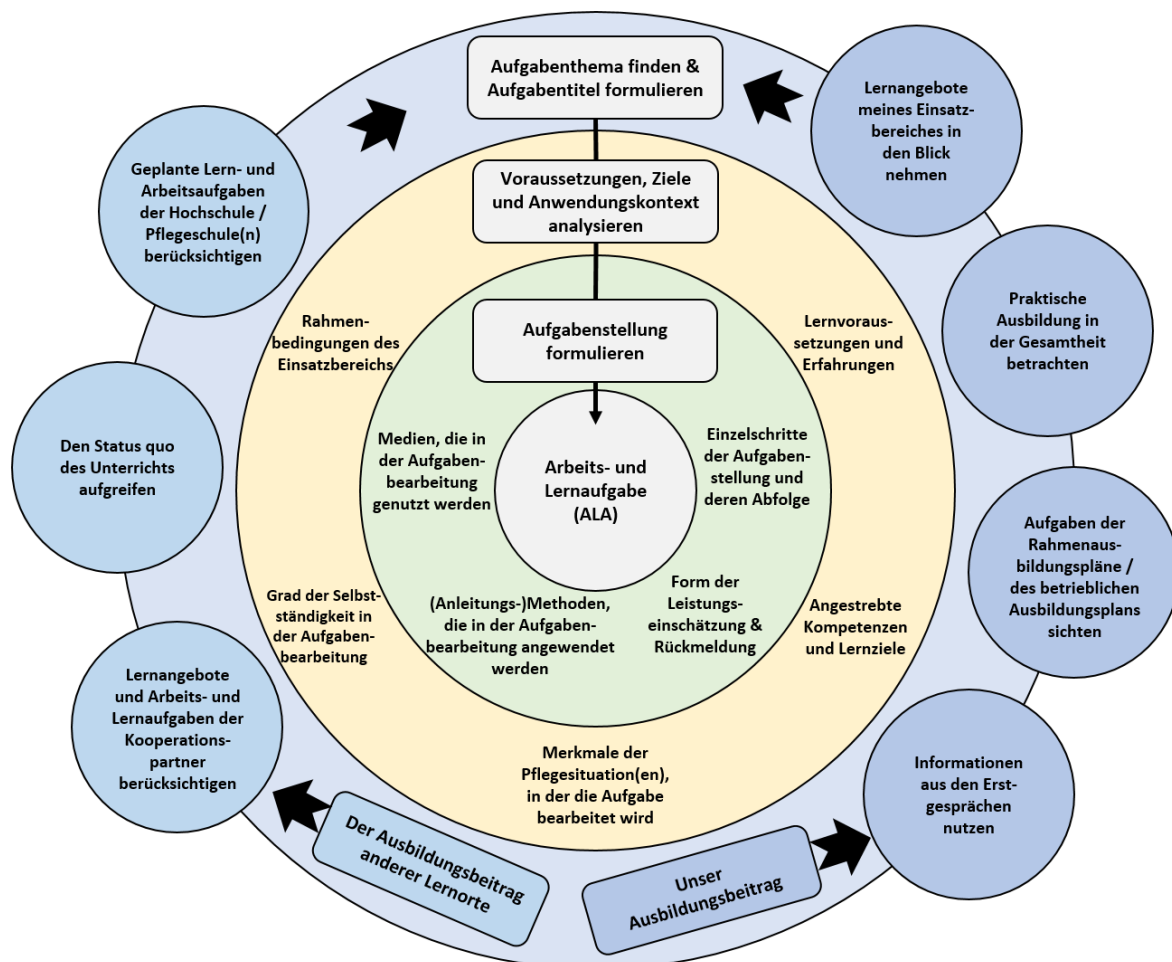 Aufgabenthema finden &
Aufgabentitel formulieren
Lernangebote
meines Einsatz-
bereiches in
den Blick
nehmen
Geplante Lern- und
Arbeitsaufgaben
der Hochschule /
Pflegeschule(n)
berücksichtigen
Voraussetzungen, Ziele
und Anwendungskontext
analysieren
Praktische
Ausbildung in
der Gesamtheit
betrachten
Rahmen-
bedingungen des
Einsatzbereichs
Aufgabenstellung
formulieren
Lernvoraus-
setzungen und
Erfahrungen
Den Status quo
des Unterrichts
aufgreifen
Medien, die in
der Aufgaben-
bearbeitung
genutzt werden
Arbeits- und
Lernaufgabe
(ALA)
Einzelschritte
der Aufgaben-
stellung und
deren Abfolge
Aufgaben der
Rahmenaus-
bildungspläne /
des betrieblichen
Ausbildungsplans
sichten
Grad der Selbst-
ständigkeit in
der Aufgaben-
bearbeitung
(Anleitungs-)Methoden,
die in der Aufgaben-
bearbeitung angewendet
werden
Form der
Leistungs-
einschätzung &
Rückmeldung
Angestrebte
Kompetenzen
und Lernziele
Lernangebote
und Arbeits- und
Lernaufgaben der
Kooperations-
partner
berücksichtigen
Merkmale der
Pflegesituation(en),
in der die Aufgabe
bearbeitet wird
Informationen
aus den Erst-
gesprächen
nutzen
Der Ausbildungsbeitrag
anderer Lernorte
Unser
Ausbildungsbeitrag